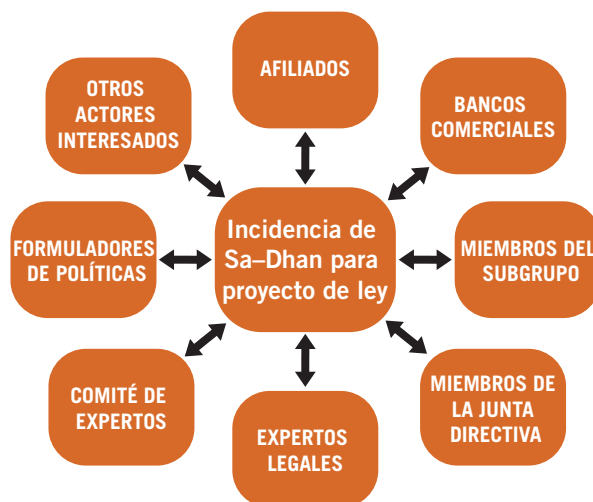 AFILIADOS
OTROS
ACTORES
INTERESADOS
BANCOS
COMERCIALES
Incidencia de
Sa–Dhan para
proyecto de ley
FORMULADORES
DE POLÍTICAS
MIEMBROS DEL
SUBGRUPO
COMITÉ DE
EXPERTOS
EXPERTOS
LEGALES
MIEMBROS DE
LA JUNTA
DIRECTIVA